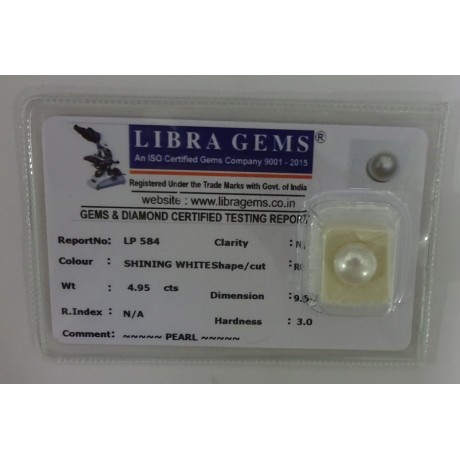 LIBRA GEMS®
An ISO Certified Gems Company 9001 - 2015
Registered Under the Trade Marks with Govt. of India
website : www.libragems.co.in
GEMS & DIAMOND CERTIFIED TESTING REPORT
ReportNo: LP 584 Clarity :
Colour : SHINING WHITE Shape/cut :
Wt : 4.95 cts Dimension : 9.5
R.Index : N/A Hardness : 3.0
Comment: ~~~~~ PEARL ~~~~~